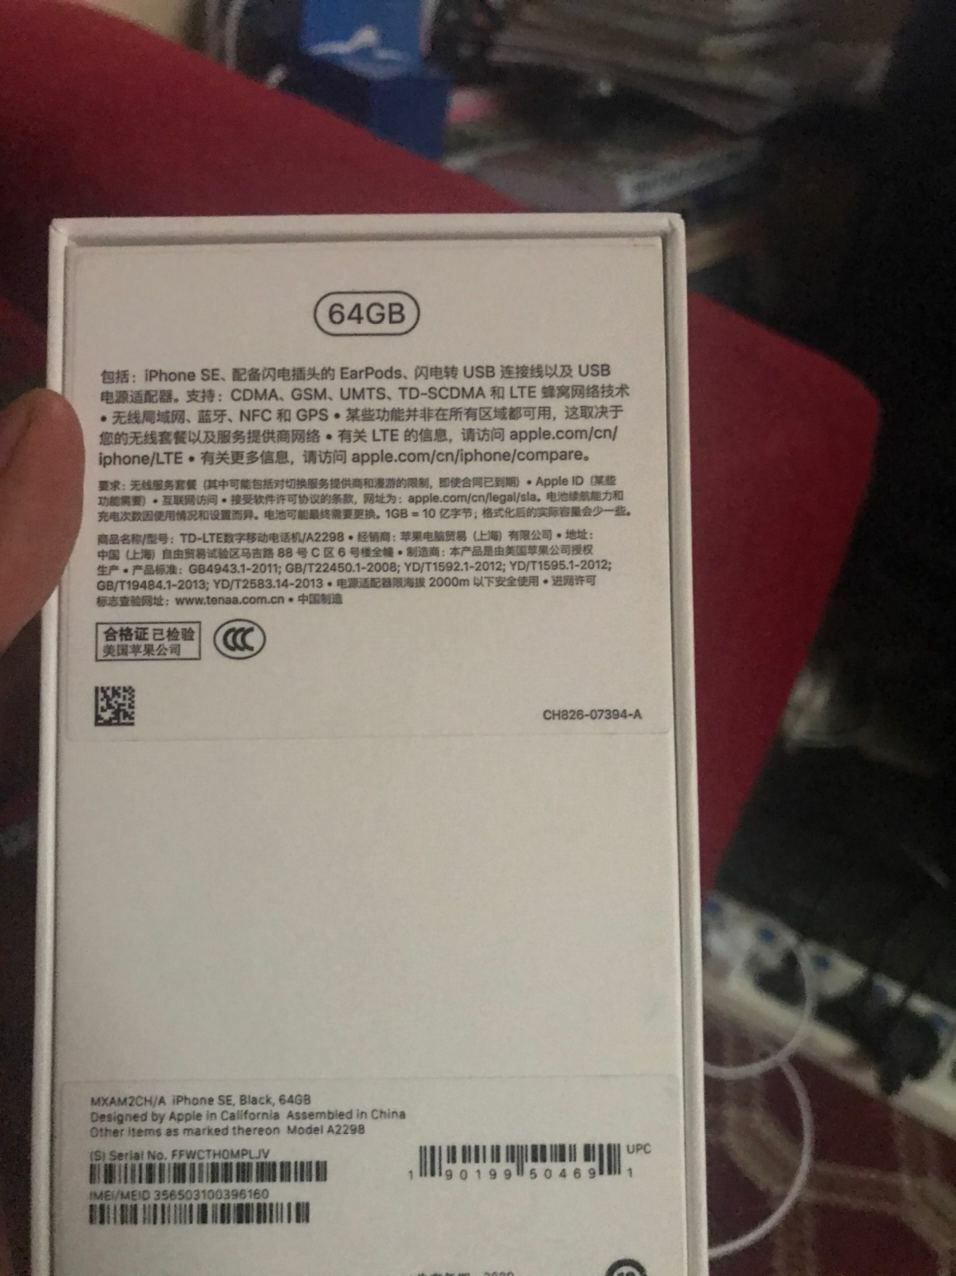 64GB
包括：iPhone SE、配备闪电插头的 EarPods、闪电转 USB 连接线以及 USB
电源适配器。支持：CDMA、GSM、UMTS、TD-SCDMA 和 LTE 蜂窝网络技术
• 无线局域网、蓝牙、NFC 和 GPS • 某些功能并非在所有区域都可用，这取决于
您的无线套餐以及服务提供商网络 • 有关 LTE 的信息，请访问 apple.com/cn/
iphone/LTE • 有关更多信息，请访问 apple.com/cn/iphone/compare。
要求：无线服务套餐（其中可能包括对切换服务提供商和漫游的限制，即使合同已到期）• Apple ID（某些
功能需要）• 互联网访问 • 接受软件许可协议的条款，网址为：apple.com/cn/legal/sla。电池续航能力和
充电次数因使用情况和设置而异。电池可能最终需要更换。1GB = 10 亿字节；格式化后的实际容量会少一些。
商品名称/型号：TD-LTE数字移动电话机/A2298 • 经销商：苹果电脑贸易（上海）有限公司 • 地址：
中国（上海）自由贸易试验区马吉路 88 号 C 区 6 号楼全幢 • 制造商：本产品是由美国苹果公司授权
生产 • 产品标准：GB4943.1-2011; GB/T22450.1-2008; YD/T1592.1-2012; YD/T1595.1-2012;
GB/T19484.1-2013; YD/T2583.14-2013 • 电源适配器限海拔 2000m 以下安全使用 • 进网许可
标志查验网址：www.tenaa.com.cn • 中国制造
合格证 已检验
美国苹果公司
CCC
CH826-07394-A
MXAM2CH/A iPhone SE, Black, 64GB
Designed by Apple in California Assembled in China
Other items as marked thereon Model A2298
(S) Serial No. FFWCTH0MPLJV
UPC
1 90199 50469 1
IMEI/MEID 356503100396160